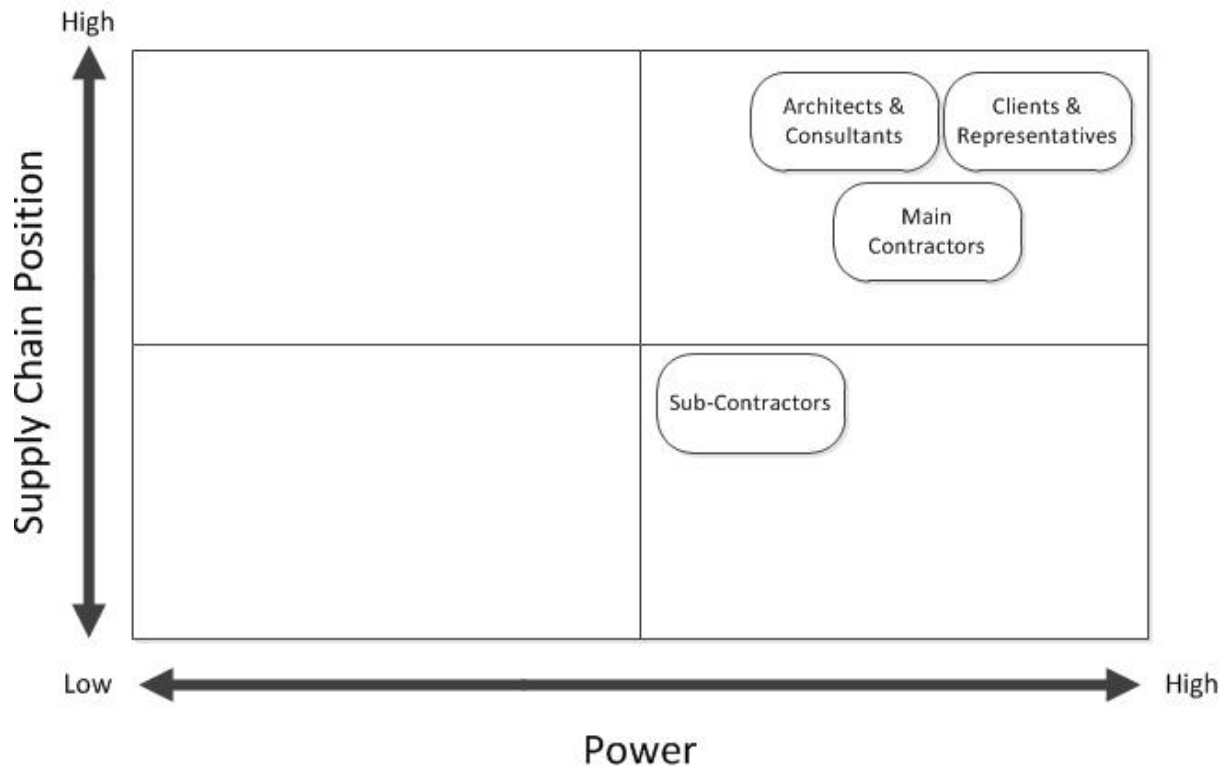 High
Supply Chain Position
Architects &
Consultants
Clients &
Representatives
Main
Contractors
Sub-Contractors
Low
High
Power